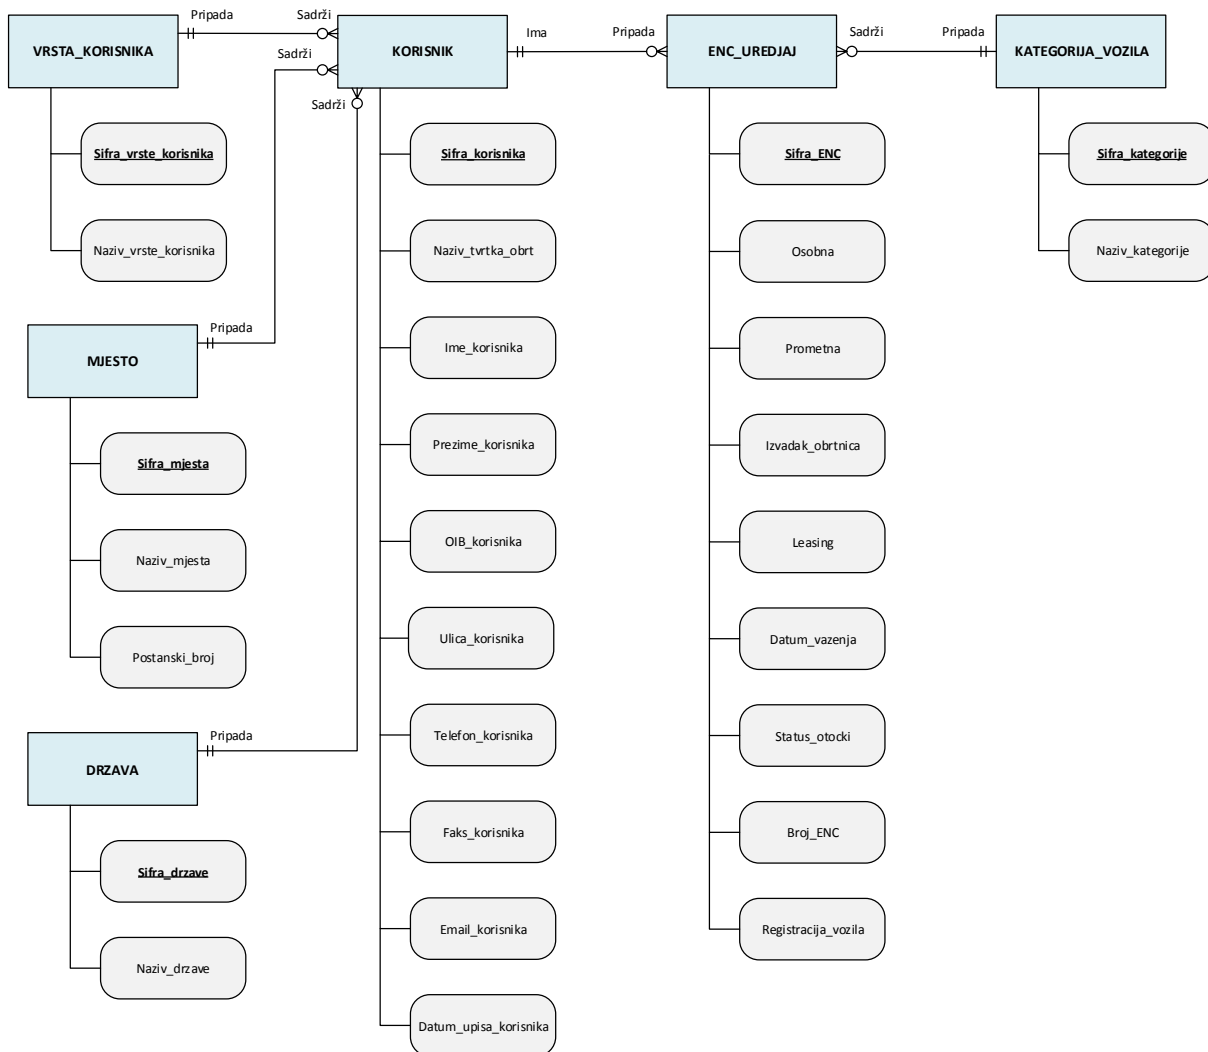 Pripada
Sadrži
Ima
Pripada
Sadrži
Pripada
VRSTA_KORISNIKA
KORISNIK
ENC_UREDJAJ
KATEGORIJA_VOZILA
Sadrži
Sadrži
Sifra_vrste_korisnika
Naziv_vrste_korisnika
Pripada
MJESTO
Sifra_mjesta
Naziv_mjesta
Postanski_broj
Pripada
DRZAVA
Sifra_drzave
Naziv_drzave
Sifra_korisnika
Naziv_tvrtka_obrt
Ime_korisnika
Prezime_korisnika
OIB_korisnika
Ulica_korisnika
Telefon_korisnika
Faks_korisnika
Email_korisnika
Datum_upisa_korisnika
Sifra_ENC
Osobna
Prometna
Izvadak_obrtnica
Leasing
Datum_vazenja
Status_otocki
Broj_ENC
Registracija_vozila
Sifra_kategorije
Naziv_kategorije